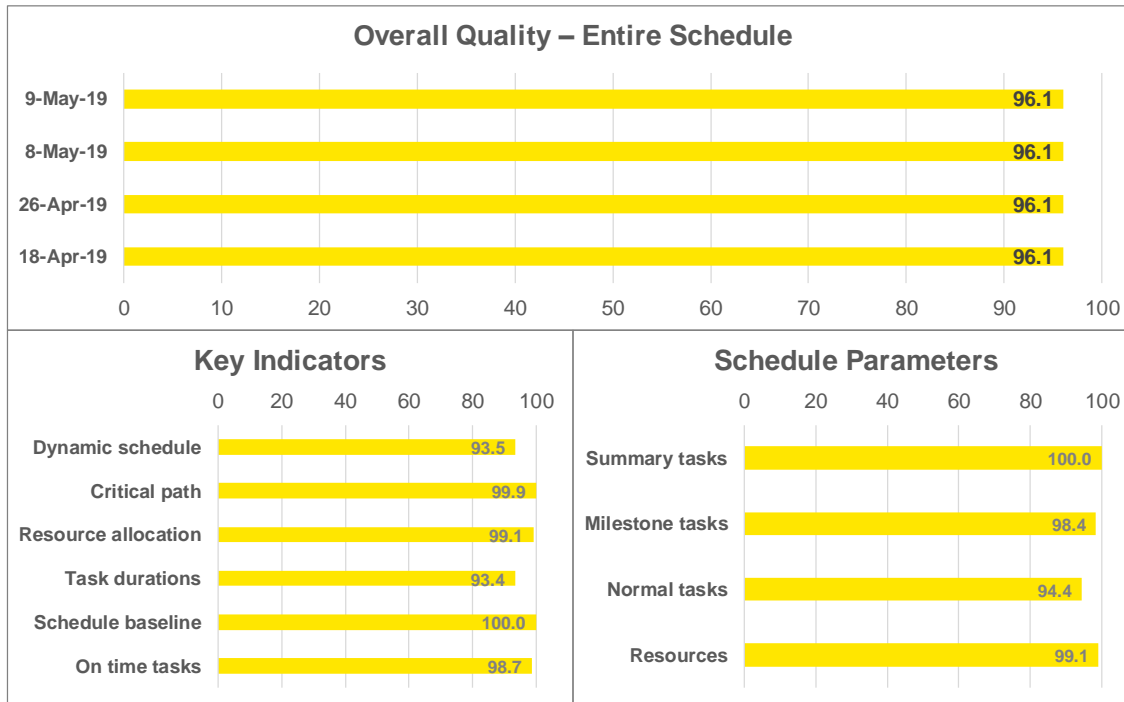 Overall Quality – Entire Schedule
9-May-19 96.1
8-May-19 96.1
26-Apr-19 96.1
18-Apr-19 96.1
0 10 20 30 40 50 60 70 80 90 100
Key Indicators
0 20 40 60 80 100
Dynamic schedule 93.5
Critical path 99.9
Resource allocation 99.1
Task durations 93.4
Schedule baseline 100.0
On time tasks 98.7
Schedule Parameters
0 20 40 60 80 100
Summary tasks 100.0
Milestone tasks 98.4
Normal tasks 94.4
Resources 99.1